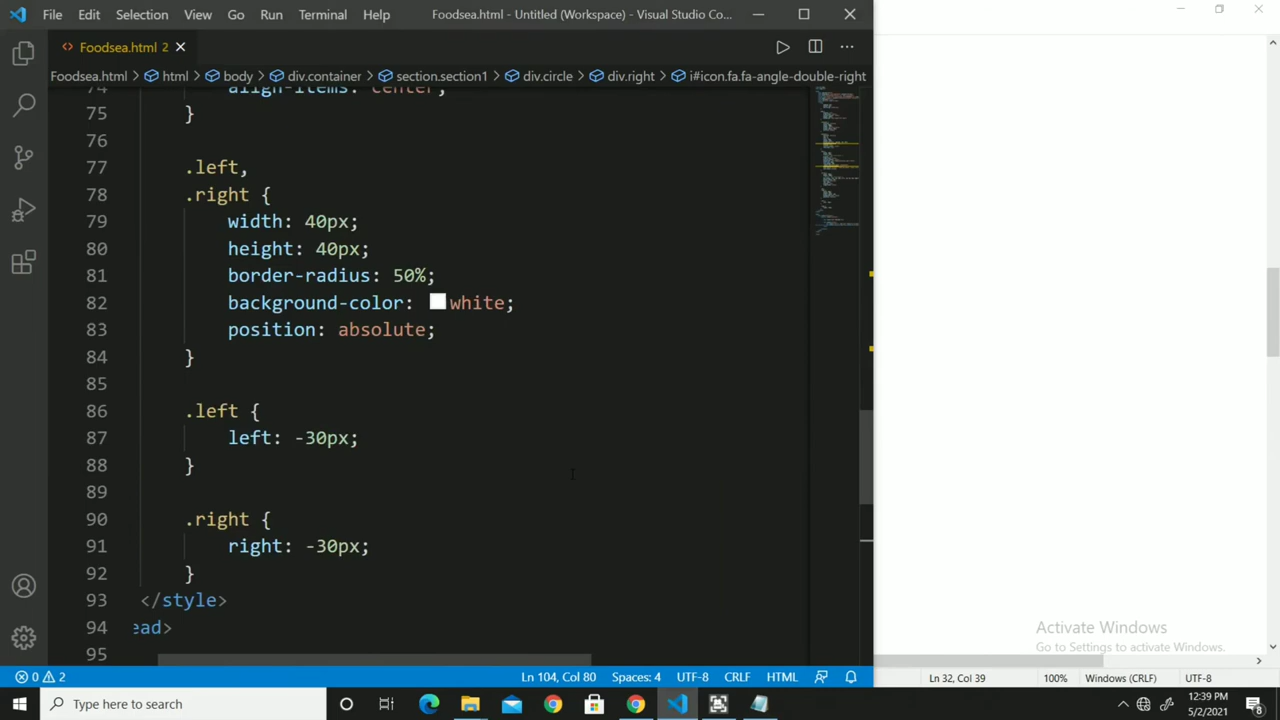 File Edit Selection View Go Run Terminal Help Foodsea.html - Untitled (Workspace) - Visual Studio Co...
Foodsea.html 2
Foodsea.html > html > body > div.container > section.section1 > div.circle > div.right > i#icon.fa.fa-angle-double-right
74 align-items: center;
75 }
76
77 .left,
78 .right {
79 width: 40px;
80 height: 40px;
81 border-radius: 50%;
82 background-color: white;
83 position: absolute;
84 }
85
86 .left {
87 left: -30px;
88 }
89
90 .right {
91 right: -30px;
92 }
93 </style>
94 ead>
95
Activate Windows
Go to Settings to activate Windows.
0 2 Ln 104, Col 80 Spaces: 4 UTF-8 CRLF HTML Ln 32, Col 39 100% Windows (CRLF) UTF-8
Type here to search 12:39 PM
5/2/2021 8